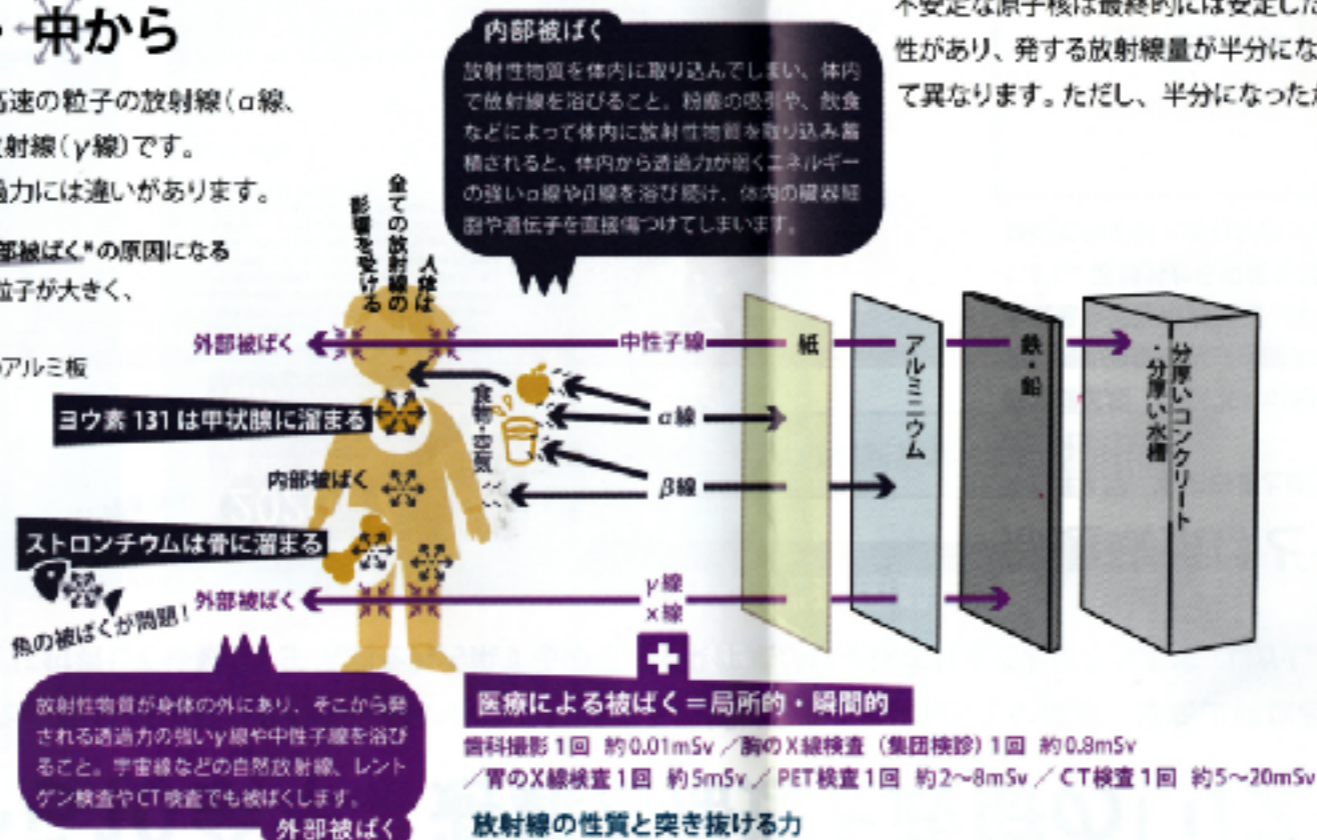 中から
高速の粒子の放射線(α線、
射線(γ線)です。
過力には違いがあります。
部被ばく*の原因になる
粒子が大きく、
アルミ板
内部被ばく
放射性物質を体内に取り込んでしまい、体内
で放射線を浴びること。粉塵の吸引や、飲食
などによって体内に放射性物質を取り込み蓄
積されると、体内から透過力が弱くエネルギー
の強いα線やβ線を浴び続け、体内の臓器細
胞や遺伝子を直接傷つけてしまいます。
不安定な原子核は最終的には安定した
性があり、発する放射線量が半分にな
て異なります。ただし、半分になった
人体は
全ての放射線の
影響を受ける
外部被ばく
中性子線
紙
アルミニウム
鉄・鉛
分厚いコンクリート
・分厚い水槽
ヨウ素131は甲状腺に溜まる
食物・空気
α線
内部被ばく
β線
ストロンチウムは骨に溜まる
外部被ばく
γ線
x線
魚の被ばくが問題!
放射性物質が身体の外にあり、そこから発
される透過力の強いγ線や中性子線を浴び
ること。宇宙線などの自然放射線、レント
ゲン検査やCT検査でも被ばくします。
外部被ばく
医療による被ばく=局所的・瞬間的
歯科撮影1回 約0.01mSv/胸のX線検査(集団検診)1回 約0.8mSv
/胃のX線検査1回 約5mSv/PET検査1回 約2〜8mSv/CT検査1回 約5〜20mSv
放射線の性質と突き抜ける力